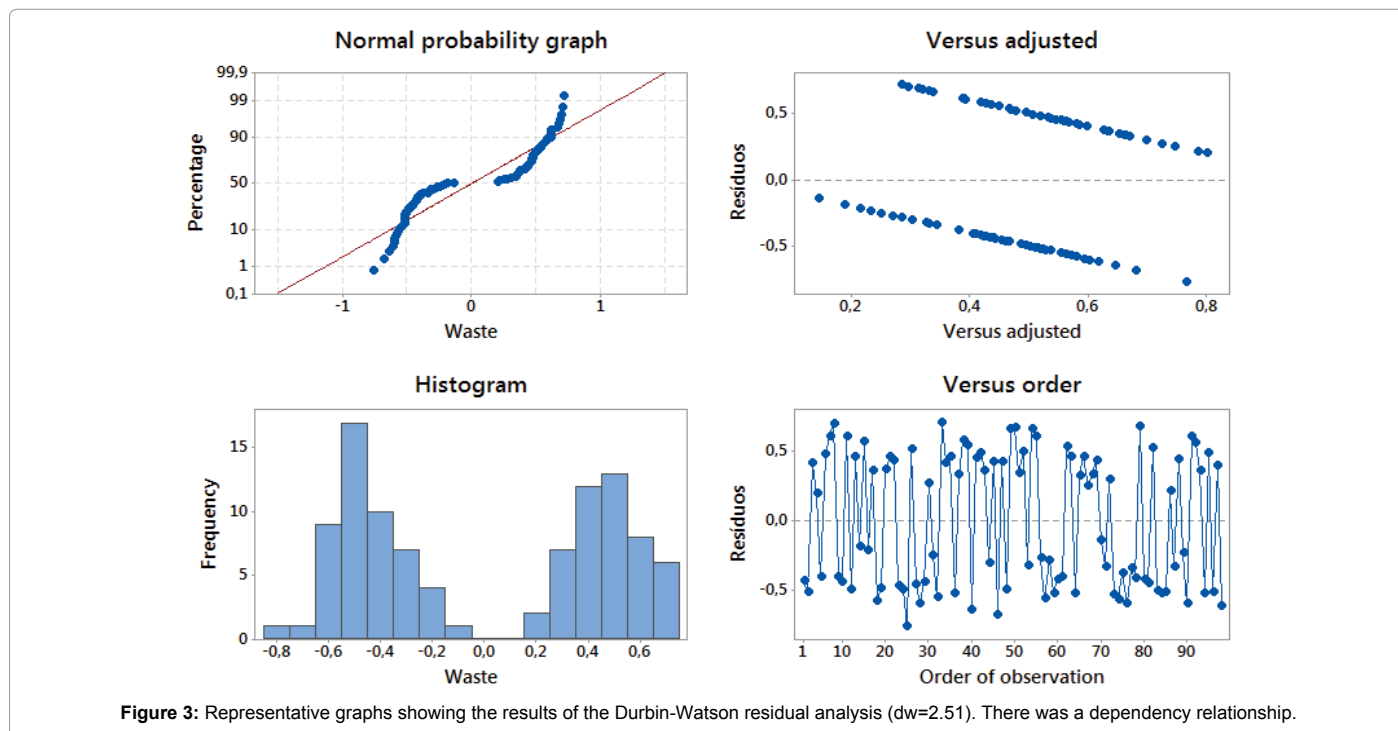 Normal probability graph
99,9
99
90
50
10
1
0,1
Percentage
-1 0 1
Waste
Versus adjusted
0,5
0,0
-0,5
Resíduos
0,2 0,4 0,6 0,8
Versus adjusted
Histogram
15
10
5
0
Frequency
-0,8 -0,6 -0,4 -0,2 0,0 0,2 0,4 0,6
Waste
Versus order
0,5
0,0
-0,5
Resíduos
1 10 20 30 40 50 60 70 80 90
Order of observation
Figure 3: Representative graphs showing the results of the Durbin-Watson residual analysis (dw=2.51). There was a dependency relationship.